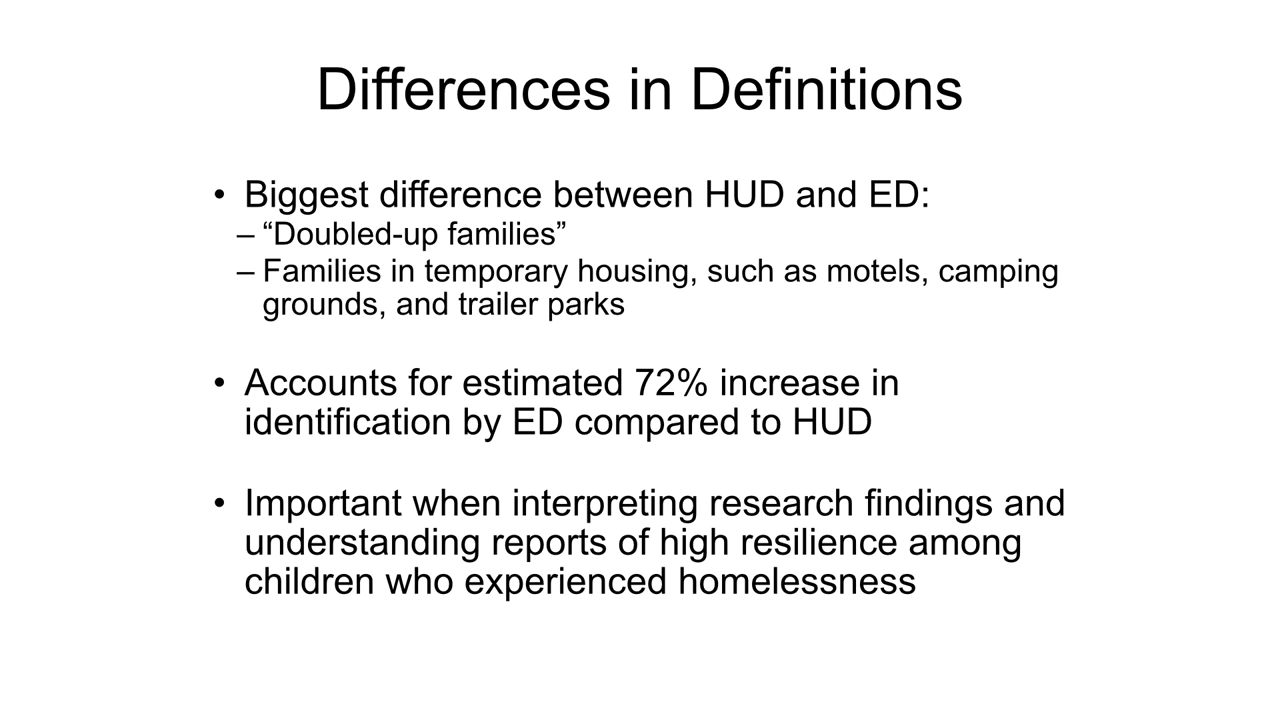 Differences in Definitions
• Biggest difference between HUD and ED:
– “Doubled-up families”
– Families in temporary housing, such as motels, camping
grounds, and trailer parks
• Accounts for estimated 72% increase in
identification by ED compared to HUD
• Important when interpreting research findings and
understanding reports of high resilience among
children who experienced homelessness